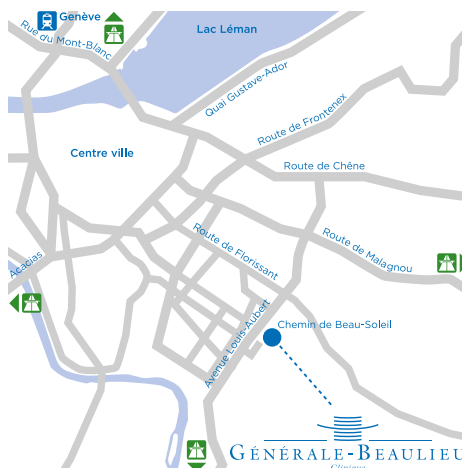 Genève
Rue du Mont-Blanc
Lac Léman
Quai Gustave-Ador
Route de Frontenex
Centre ville
Route de Chêne
Route de Florissant
Route de Malagnou
Acacias
Avenue Louis-Aubert
Chemin de Beau-Soleil
GÉNÉRALE-BEAULIEU
Clinique